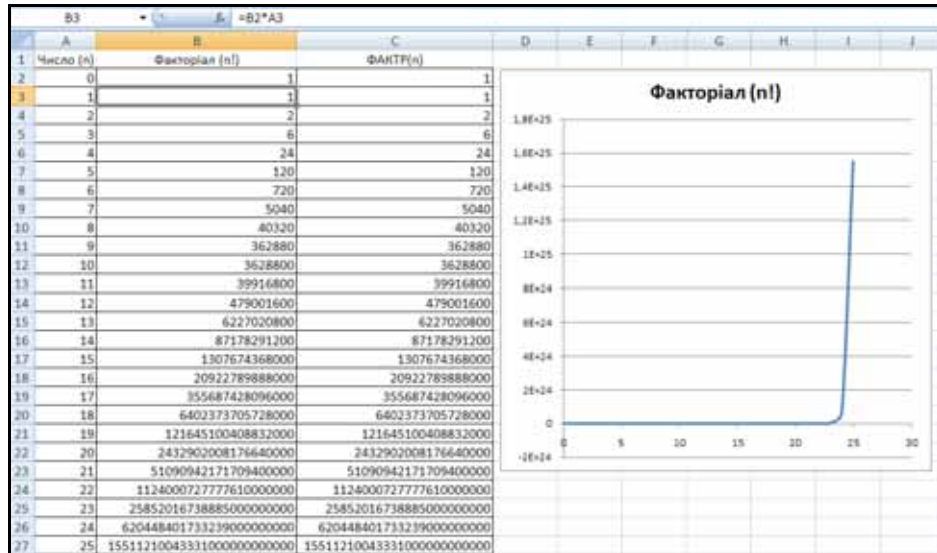 B3 fx =B2*A3
A B C D E F G H I J
1 Число (n) Факторіал (n!) ФАКТР(n)
2 0 1 1
3 1 1 1
4 2 2 2
5 3 6 6
6 4 24 24
7 5 120 120
8 6 720 720
9 7 5040 5040
10 8 40320 40320
11 9 362880 362880
12 10 3628800 3628800
13 11 39916800 39916800
14 12 479001600 479001600
15 13 6227020800 6227020800
16 14 87178291200 87178291200
17 15 1307674368000 1307674368000
18 16 20922789888000 20922789888000
19 17 355687428096000 355687428096000
20 18 6402373705728000 6402373705728000
21 19 121645100408832000 121645100408832000
22 20 2432902008176640000 2432902008176640000
23 21 51090942171709400000 51090942171709400000
24 22 1124000727777610000000 1124000727777610000000
25 23 25852016738885000000000 25852016738885000000000
26 24 620448401733239000000000 620448401733239000000000
27 25 15511210043331000000000000 15511210043331000000000000
Факторіал (n!)
1,8E+25
1,6E+25
1,4E+25
1,2E+25
1E+25
8E+24
6E+24
4E+24
2E+24
0
-2E+24
0 5 10 15 20 25 30